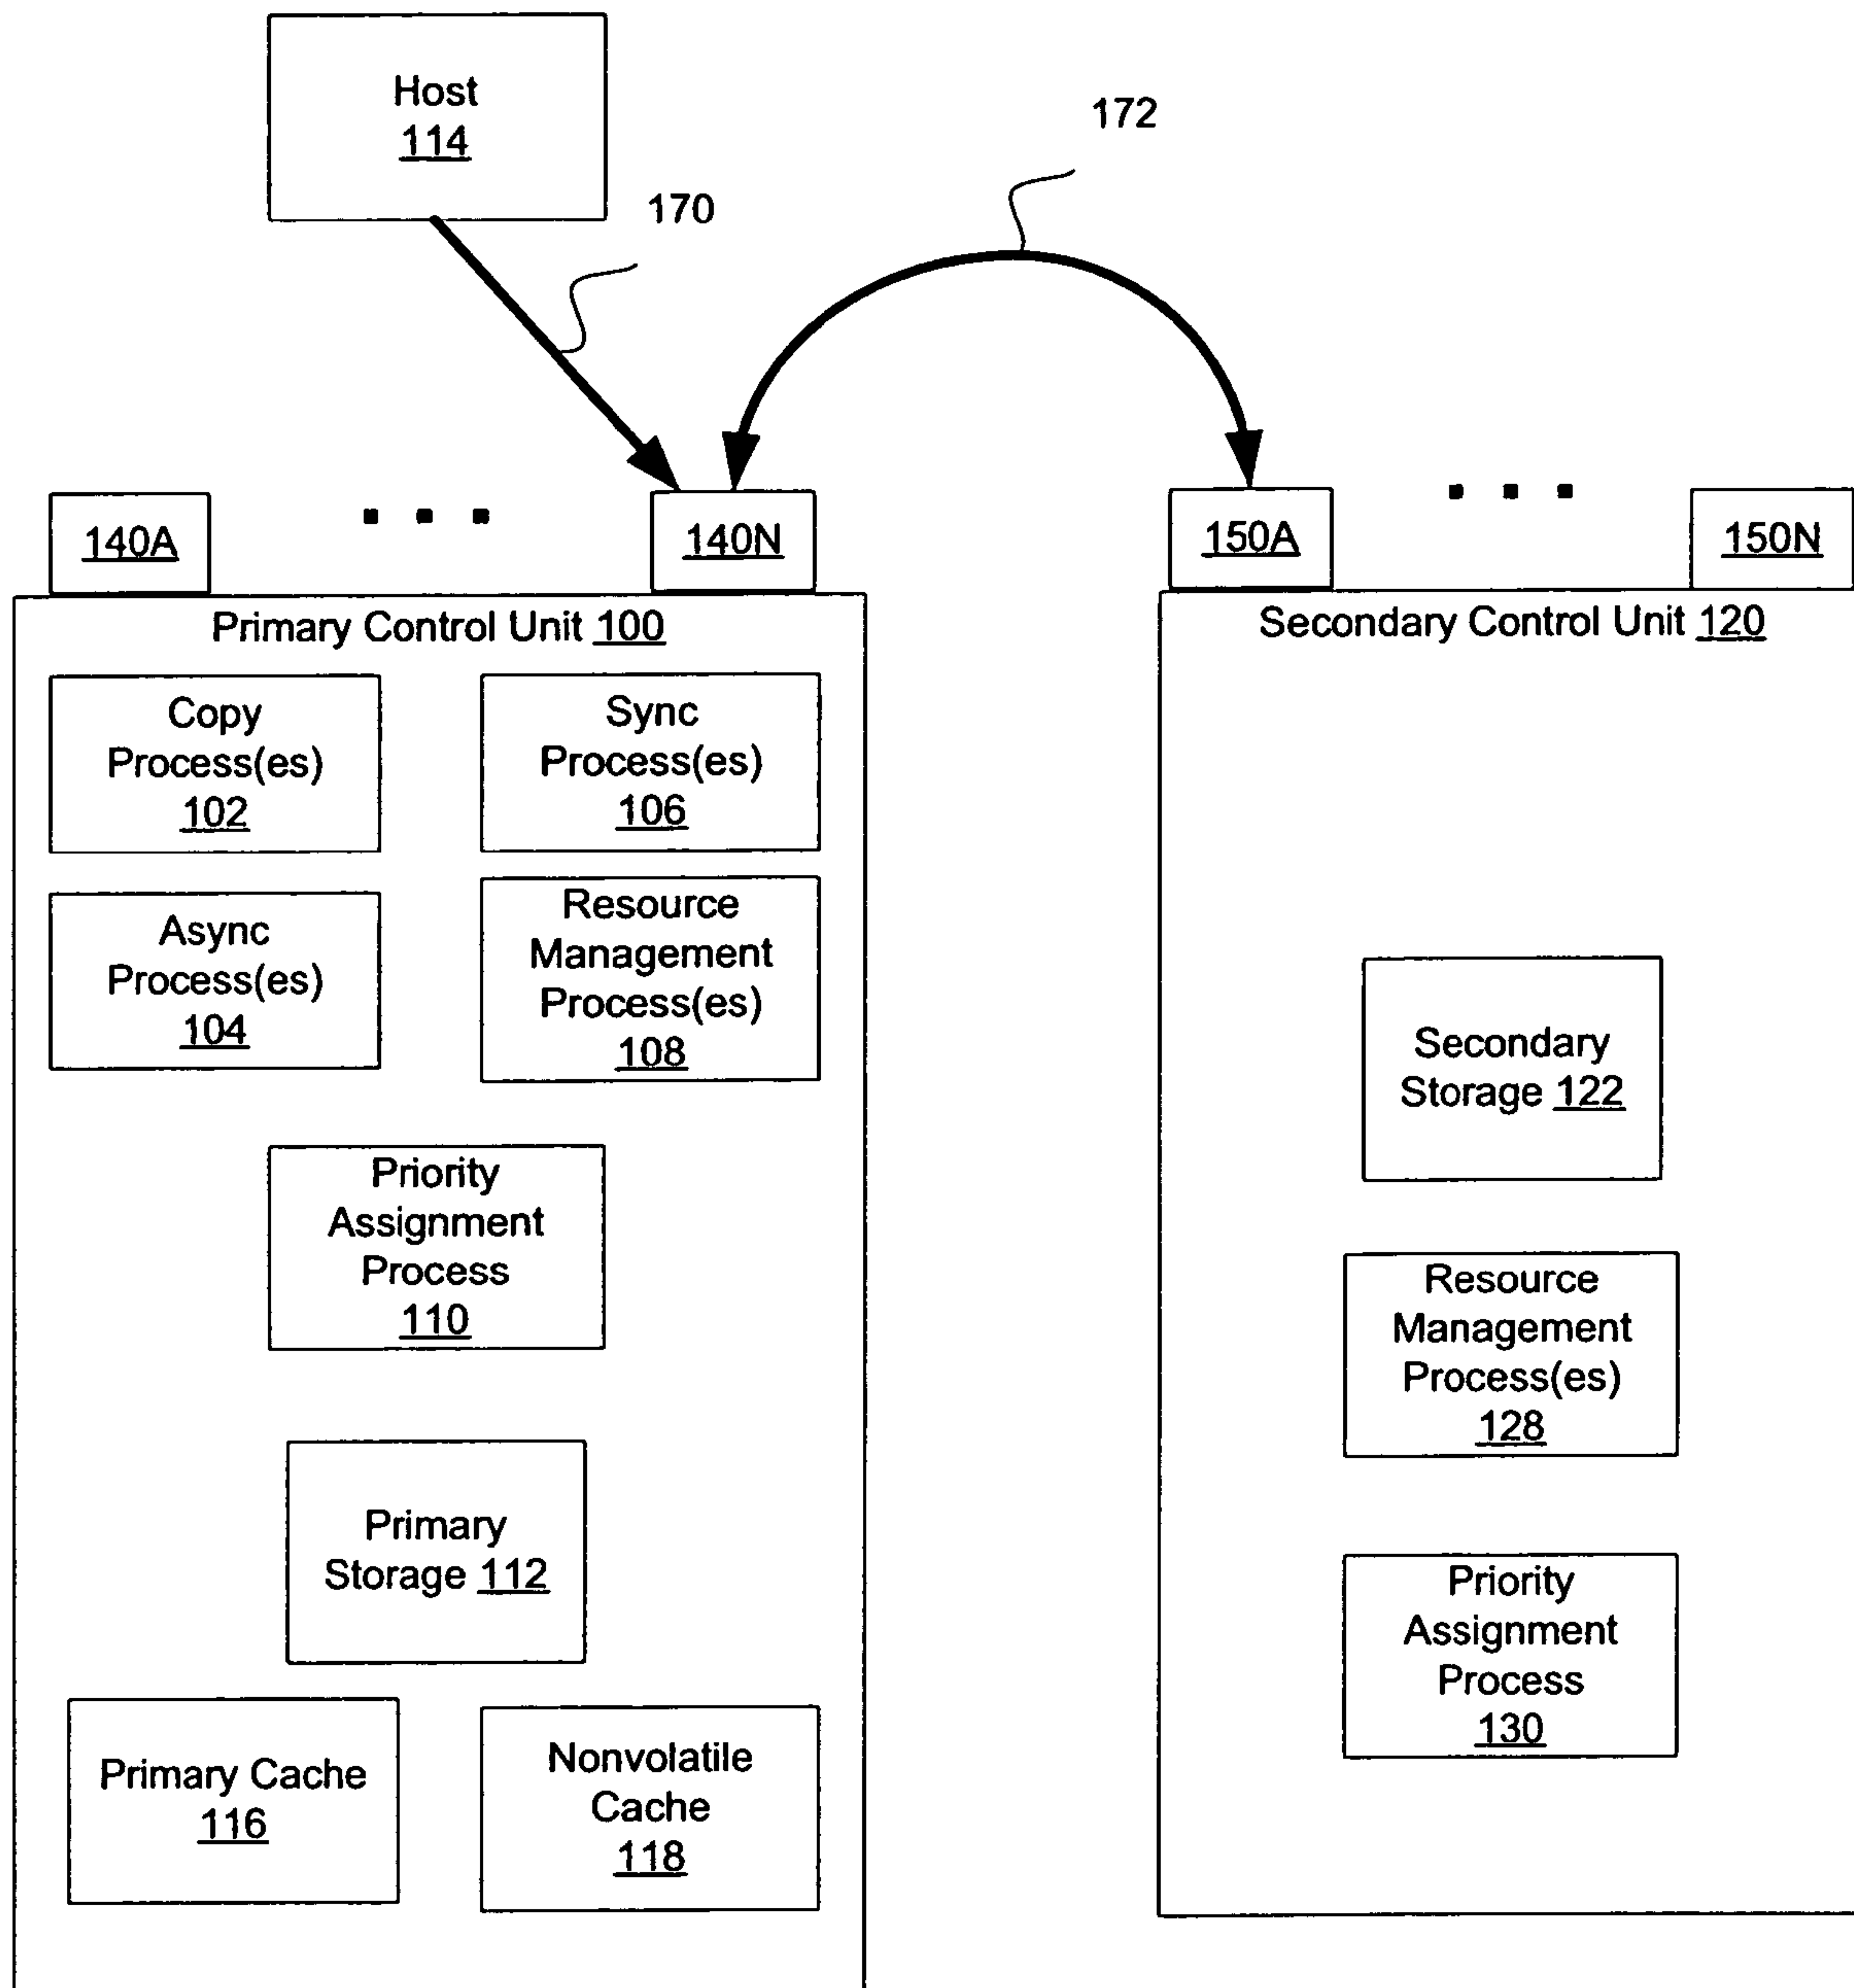 Host
114
170
172
140A
140N
150A
150N
Primary Control Unit 100
Copy
Process(es)
102
Sync
Process(es)
106
Async
Process(es)
104
Resource
Management
Process(es)
108
Priority
Assignment
Process
110
Primary
Storage 112
Primary Cache
116
Nonvolatile
Cache
118
Secondary Control Unit 120
Secondary
Storage 122
Resource
Management
Process(es)
128
Priority
Assignment
Process
130